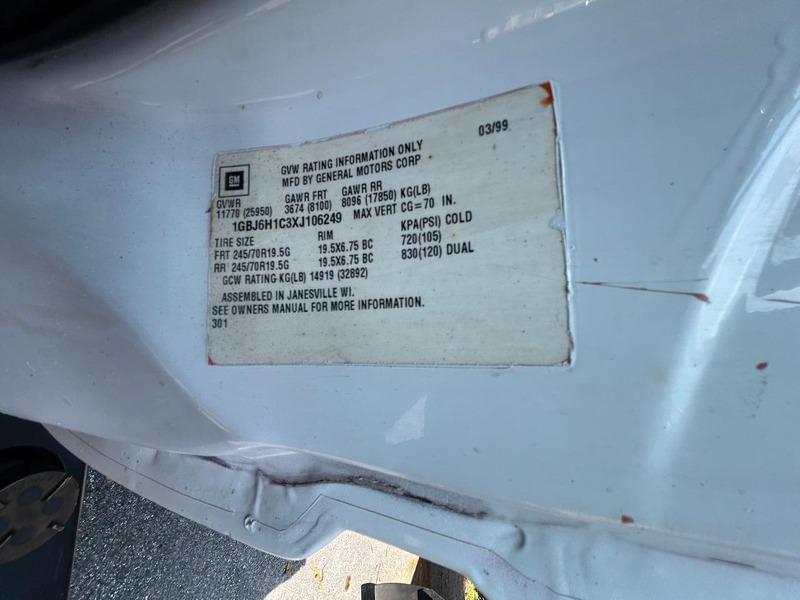 03/99
GM
GVW RATING INFORMATION ONLY
MFD BY GENERAL MOTORS CORP
GVWR GAWR FRT GAWR RR
11770 (25950) 3674 (8100) 8096 (17850) KG(LB)
1GBJ6H1C3XJ106249 MAX VERT CG=70 IN.
TIRE SIZE RIM KPA(PSI) COLD
FRT 245/70R19.5G 19.5X6.75 BC 720(105)
RR 245/70R19.5G 19.5X6.75 BC 830(120) DUAL
GCW RATING KG(LB) 14919 (32892)
ASSEMBLED IN JANESVILLE WI.
SEE OWNERS MANUAL FOR MORE INFORMATION.
301